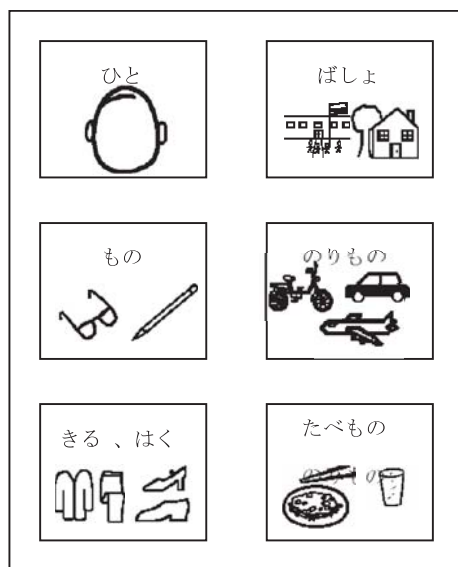 ひと
ばしょ
もの
のりもの
きる 、はく
たべもの